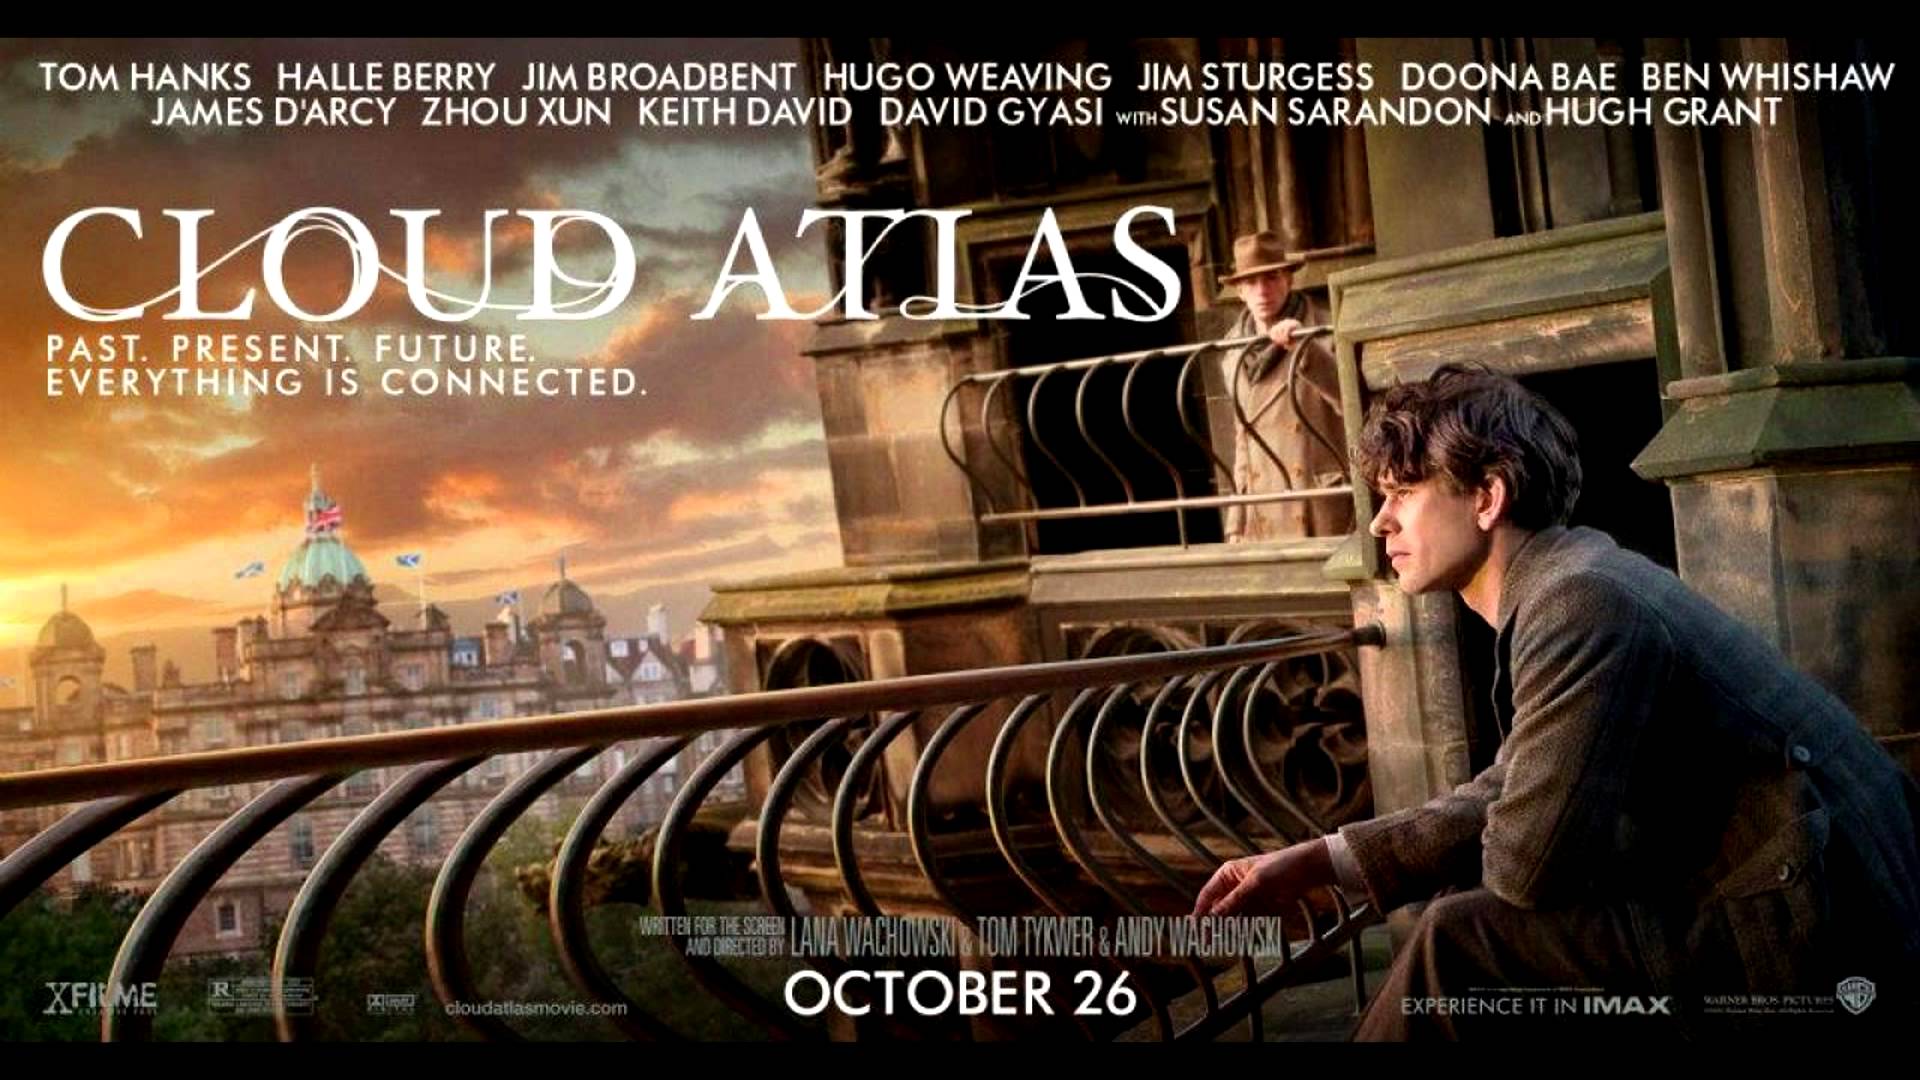 TOM HANKS HALLE BERRY JIM BROADBENT HUGO WEAVING JIM STURGESS DOONA BAE BEN WHISHAW
JAMES D'ARCY ZHOU XUN KEITH DAVID DAVID GYASI WITH SUSAN SARANDON AND HUGH GRANT
CLOUD ATLAS
PAST. PRESENT. FUTURE.
EVERYTHING IS CONNECTED.
WRITTEN FOR THE SCREEN
AND DIRECTED BY LANA WACHOWSKI & TOM TYKWER & ANDY WACHOWSKI
OCTOBER 26
XFILME
R
cloudatlasmovie.com
EXPERIENCE IT IN IMAX
WARNER BROS. PICTURES